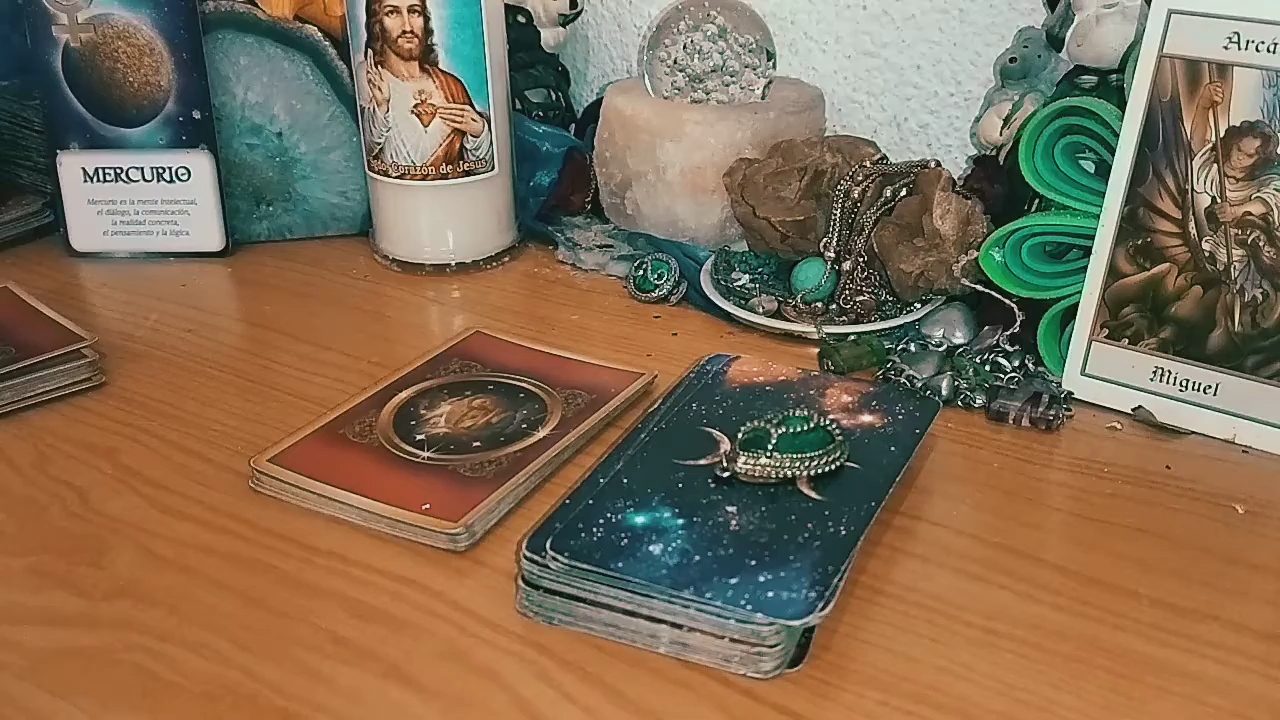 MERCURIO
Mercurio es la mente intelectual,
el diálogo, la comunicación,
la realidad concreta,
el pensamiento y la lógica.
Corazón de Jesús
Arcá
Miguel